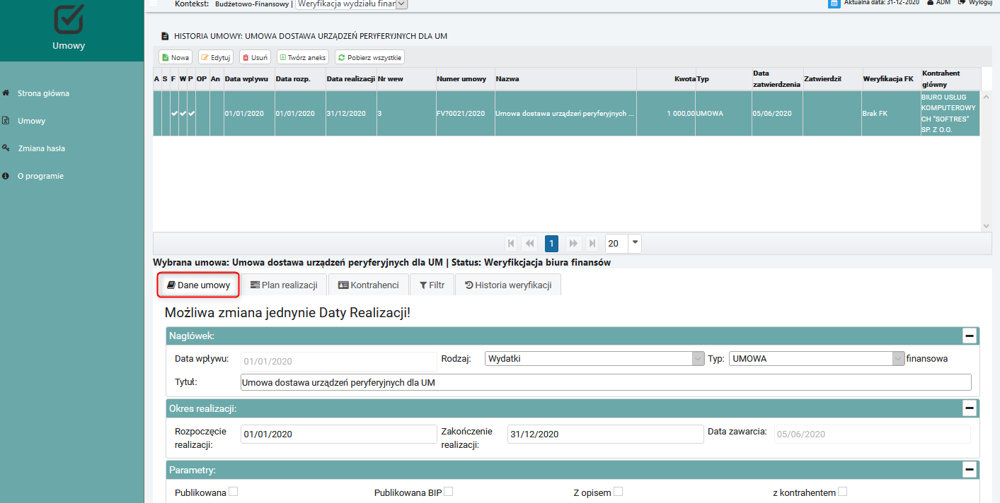 Kontekst: Budżetowo-Finansowy | Weryfikacja wydziału finan
Aktualna data: 31-12-2020 ADM Wyloguj
Umowy
Strona główna
Umowy
Zmiana hasła
O programie
HISTORIA UMOWY: UMOWA DOSTAWA URZĄDZEŃ PERYFERYJNYCH DLA UM
Nowa Edytuj Usuń Twórz aneks Pobierz wszystkie
A S F W P OP An Data wpływu Data rozp. Data realizacji Nr wew Numer umowy Nazwa Kwota Typ Data zatwierdzenia Zatwierdził Weryfikacja FK Kontrahent główny
01/01/2020 01/01/2020 31/12/2020 3 FV?0021/2020 Umowa dostawa urządzeń peryferyjnych ... 1 000,00 UMOWA 05/06/2020 Brak FK
BIURO USŁUG
KOMPUTEROWY
CH "SOFTRES"
SP. Z O.O.
1 20
Wybrana umowa: Umowa dostawa urządzeń peryferyjnych dla UM | Status: Weryfikcjacja biura finansów
Dane umowy Plan realizacji Kontrahenci Filtr Historia weryfikacji
Możliwa zmiana jednynie Daty Realizacji!
Nagłówek:
Data wpływu: 01/01/2020 Rodzaj: Wydatki Typ: UMOWA finansowa
Tytuł: Umowa dostawa urządzeń peryferyjnych dla UM
Okres realizacji:
Rozpoczęcie realizacji: 01/01/2020 Zakończenie realizacji: 31/12/2020 Data zawarcia: 05/06/2020
Parametry:
Publikowana Publikowana BIP Z opisem z kontrahentem